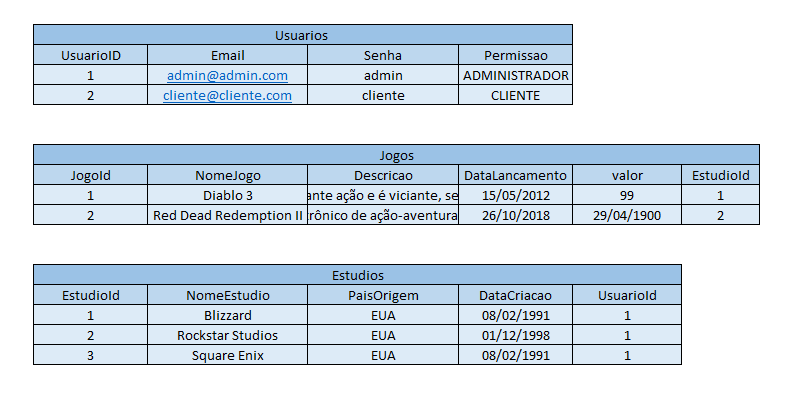 Usuarios
UsuarioID Email Senha Permissao
1 admin@admin.com admin ADMINISTRADOR
2 cliente@cliente.com cliente CLIENTE
Jogos
JogoId NomeJogo Descricao DataLancamento valor EstudioId
1 Diablo 3 ante ação e é viciante, se 15/05/2012 99 1
2 Red Dead Redemption II trônico de ação-aventura 26/10/2018 29/04/1900 2
Estudios
EstudioId NomeEstudio PaisOrigem DataCriacao UsuarioId
1 Blizzard EUA 08/02/1991 1
2 Rockstar Studios EUA 01/12/1998 1
3 Square Enix EUA 08/02/1991 1